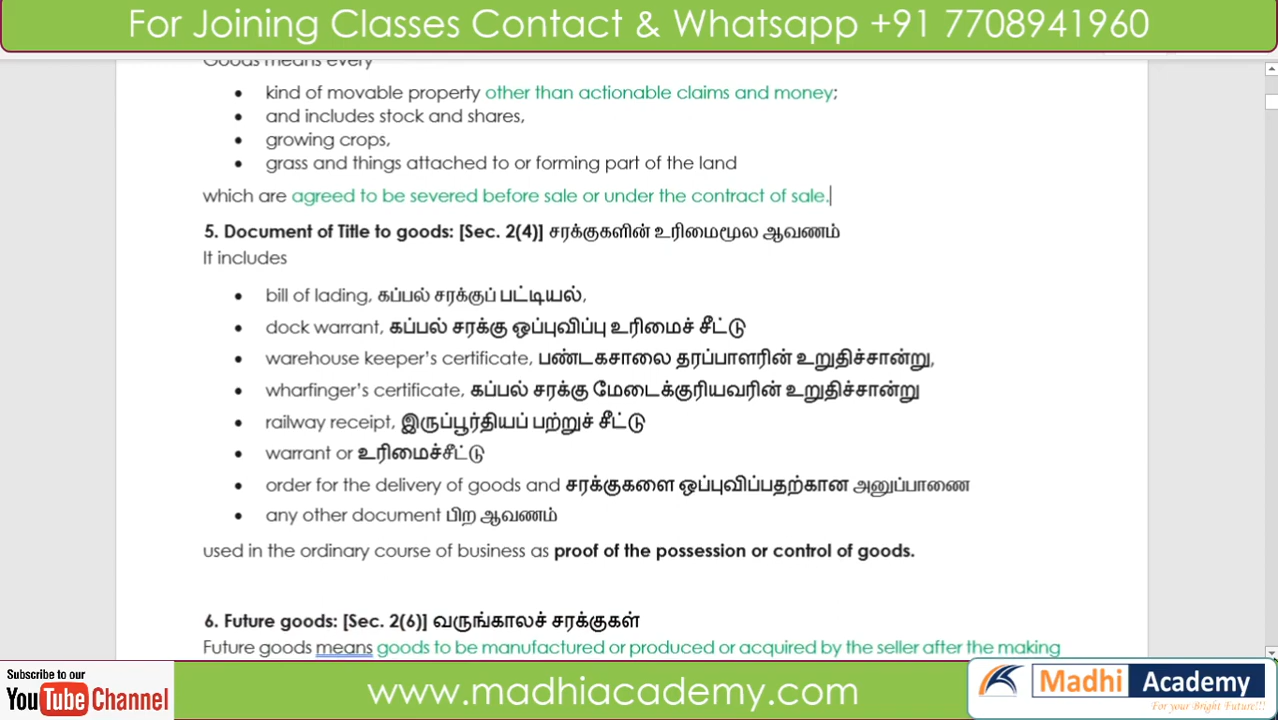 For Joining Classes Contact & Whatsapp +91 7708941960
Goods means every
• kind of movable property other than actionable claims and money;
• and includes stock and shares,
• growing crops,
• grass and things attached to or forming part of the land
which are agreed to be severed before sale or under the contract of sale.
5. Document of Title to goods: [Sec. 2(4)] சரக்குகளின் உரிமைமூல ஆவணம்
It includes
• bill of lading, கப்பல் சரக்குப் பட்டியல்,
• dock warrant, கப்பல் சரக்கு ஒப்புவிப்பு உரிமைச் சீட்டு
• warehouse keeper’s certificate, பண்டகசாலை தரப்பாளரின் உறுதிச்சான்று,
• wharfinger’s certificate, கப்பல் சரக்கு மேடைக்குரியவரின் உறுதிச்சான்று
• railway receipt, இருப்பூர்தியப் பற்றுச் சீட்டு
• warrant or உரிமைச்சீட்டு
• order for the delivery of goods and சரக்குகளை ஒப்புவிப்பதற்கான அனுப்பாணை
• any other document பிற ஆவணம்
used in the ordinary course of business as proof of the possession or control of goods.
6. Future goods: [Sec. 2(6)] வருங்காலச் சரக்குகள்
Future goods means goods to be manufactured or produced or acquired by the seller after the making
Subscribe to our
YouTube Channel
www.madhiacademy.com
Madhi Academy
For your Bright Future!!!